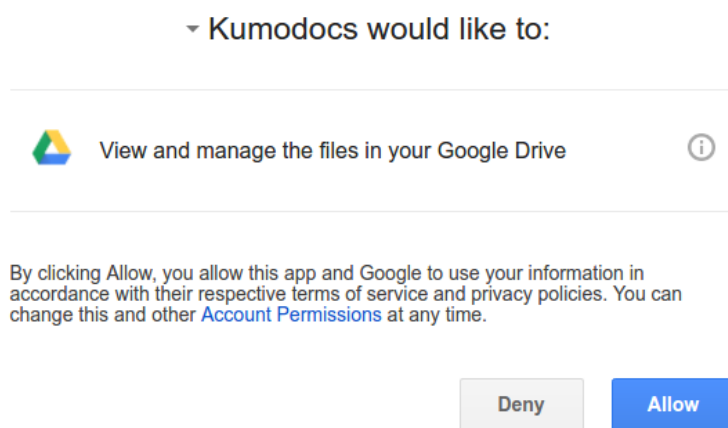 Kumodocs would like to:
View and manage the files in your Google Drive
By clicking Allow, you allow this app and Google to use your information in
accordance with their respective terms of service and privacy policies. You can
change this and other Account Permissions at any time.
Deny
Allow